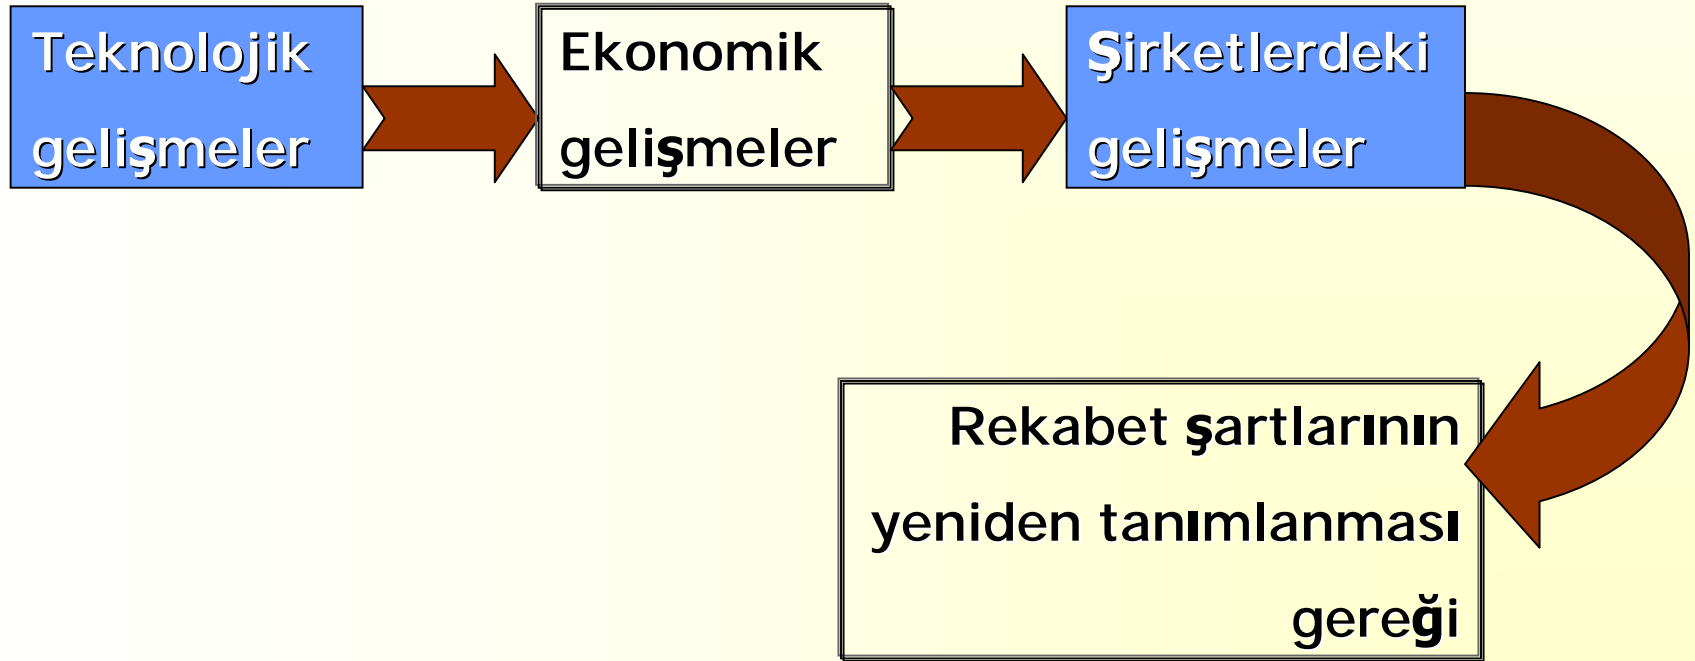 Teknolojik
gelişmeler
Ekonomik
gelişmeler
Şirketlerdeki
gelişmeler
Rekabet şartlarının
yeniden tanımlanması
gereği